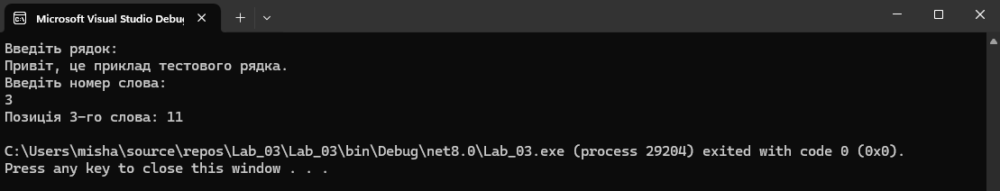 Microsoft Visual Studio Debug
Введіть рядок:
Привіт, це приклад тестового рядка.
Введіть номер слова:
3
Позиція 3-го слова: 11
C:\Users\misha\source\repos\Lab_03\Lab_03\bin\Debug\net8.0\Lab_03.exe (process 29204) exited with code 0 (0x0).
Press any key to close this window . . .